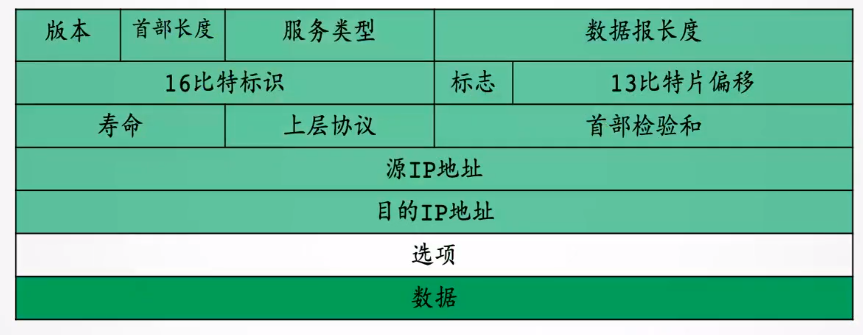 版本 首部长度 服务类型 数据报长度
16比特标识 标志 13比特片偏移
寿命 上层协议 首部检验和
源IP地址
目的IP地址
选项
数据